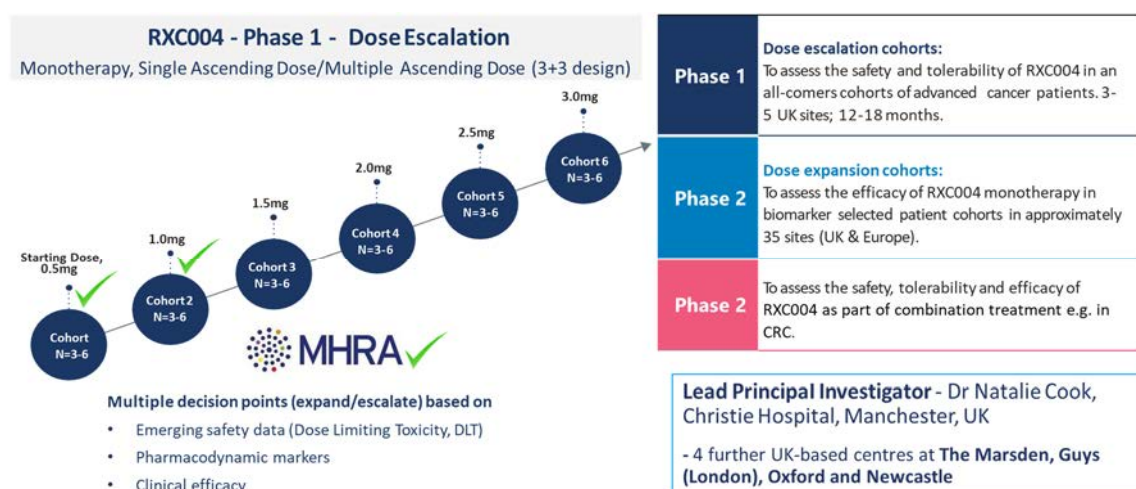 RXC004 - Phase 1 - Dose Escalation
Monotherapy, Single Ascending Dose/Multiple Ascending Dose (3+3 design)
Starting Dose,
0.5mg
1.0mg
1.5mg
2.0mg
2.5mg
3.0mg
Cohort
N=3-6
Cohort 2
N=3-6
Cohort 3
N=3-6
Cohort 4
N=3-6
Cohort 5
N=3-6
Cohort 6
N=3-6
MHRA
Multiple decision points (expand/escalate) based on
• Emerging safety data (Dose Limiting Toxicity, DLT)
• Pharmacodynamic markers
• Clinical efficacy
Phase 1
Dose escalation cohorts:
To assess the safety and tolerability of RXC004 in an
all-comers cohorts of advanced cancer patients. 3-
5 UK sites; 12-18 months.
Phase 2
Dose expansion cohorts:
To assess the efficacy of RXC004 monotherapy in
biomarker selected patient cohorts in approximately
35 sites (UK & Europe).
Phase 2
To assess the safety, tolerability and efficacy of
RXC004 as part of combination treatment e.g. in
CRC.
Lead Principal Investigator - Dr Natalie Cook,
Christie Hospital, Manchester, UK
- 4 further UK-based centres at The Marsden, Guys
(London), Oxford and Newcastle